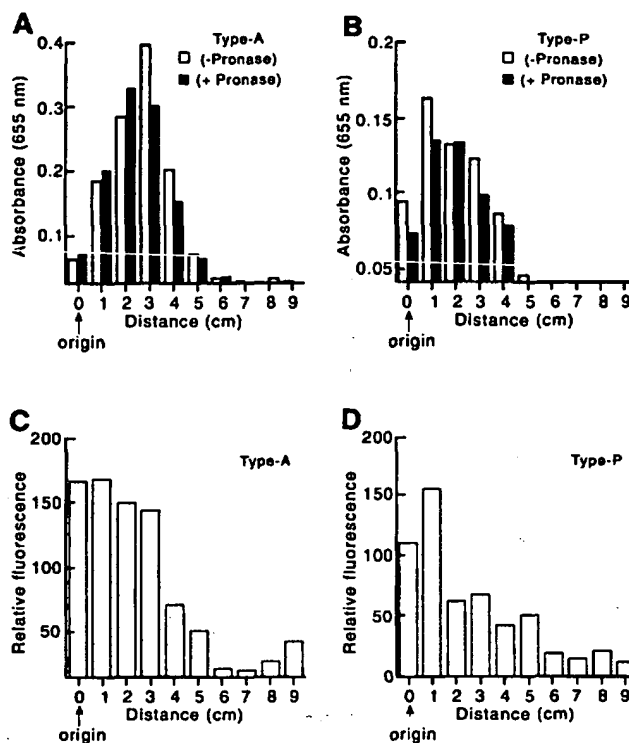 A
Type-A
(-Pronase)
(+ Pronase)
Absorbance (655 nm)
0.4
0.3
0.2
0.1
0 1 2 3 4 5 6 7 8 9
Distance (cm)
origin
B
Type-P
(-Pronase)
(+ Pronase)
Absorbance (655 nm)
0.2
0.15
0.1
0.05
0 1 2 3 4 5 6 7 8 9
Distance (cm)
origin
C
Type-A
Relative fluorescence
200
150
100
50
0 1 2 3 4 5 6 7 8 9
Distance (cm)
origin
D
Type-P
Relative fluorescence
200
150
100
50
0
0 1 2 3 4 5 6 7 8 9
Distance (cm)
origin